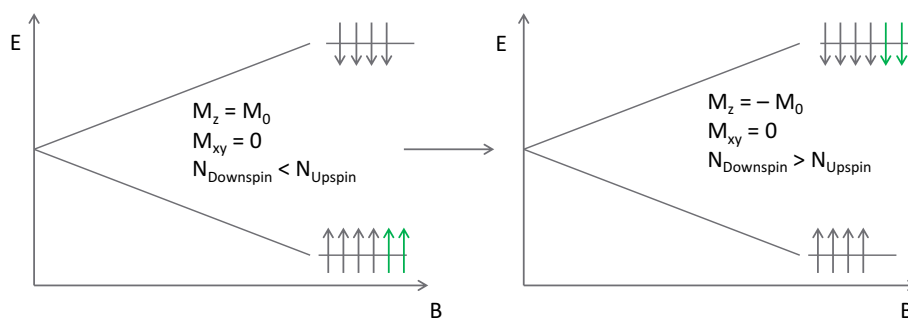 E
M_z = M_0
M_xy = 0
N_Downspin < N_Upspin
B
E
M_z = – M_0
M_xy = 0
N_Downspin > N_Upspin
B